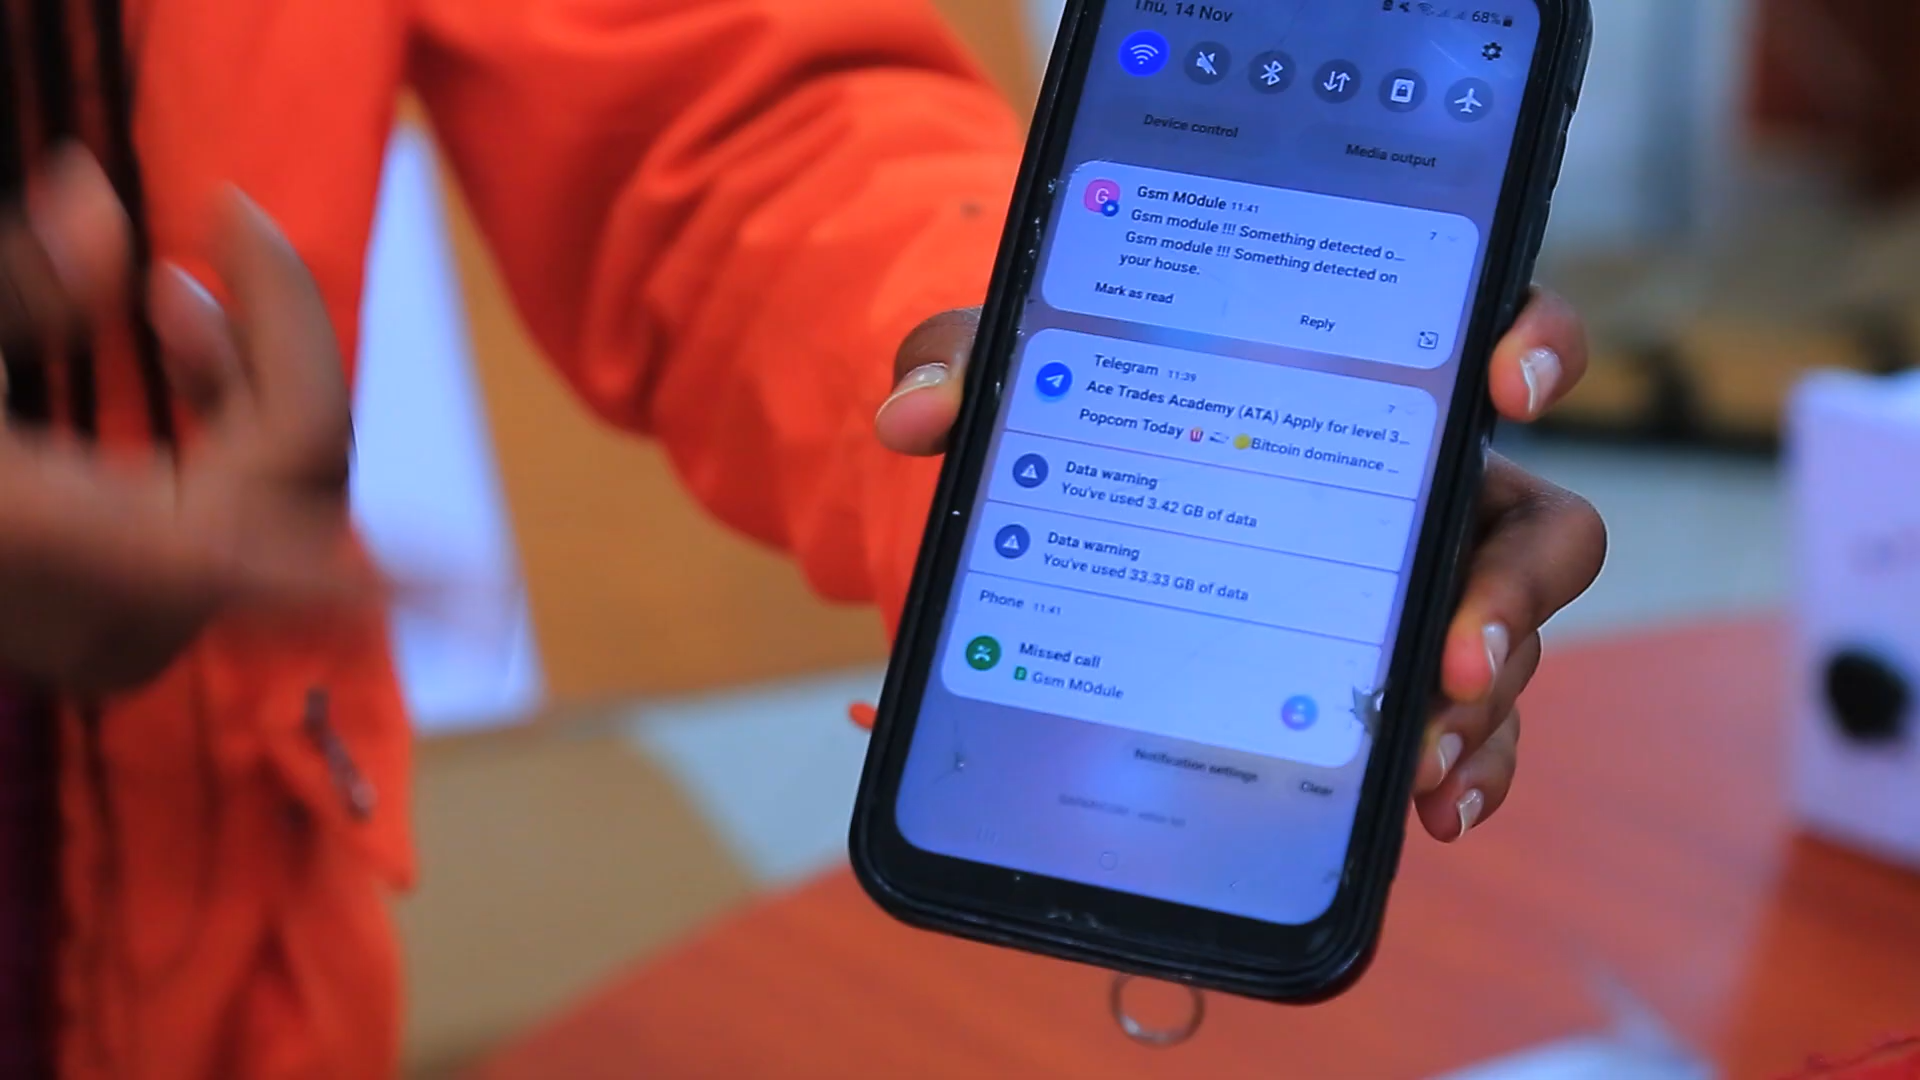 Thu, 14 Nov
68%
Device control
Media output
G
Gsm MOdule 11:41
Gsm module !!! Something detected o...
7
Gsm module !!! Something detected on
your house.
Mark as read
Reply
Telegram 11:39
Ace Trades Academy (ATA) Apply for level 3...
7
Popcorn Today 🍿 🟡Bitcoin dominance ...
Data warning
You've used 3.42 GB of data
Data warning
You've used 33.33 GB of data
Phone 11:41
Missed call
Gsm MOdule
Notification settings
Clear